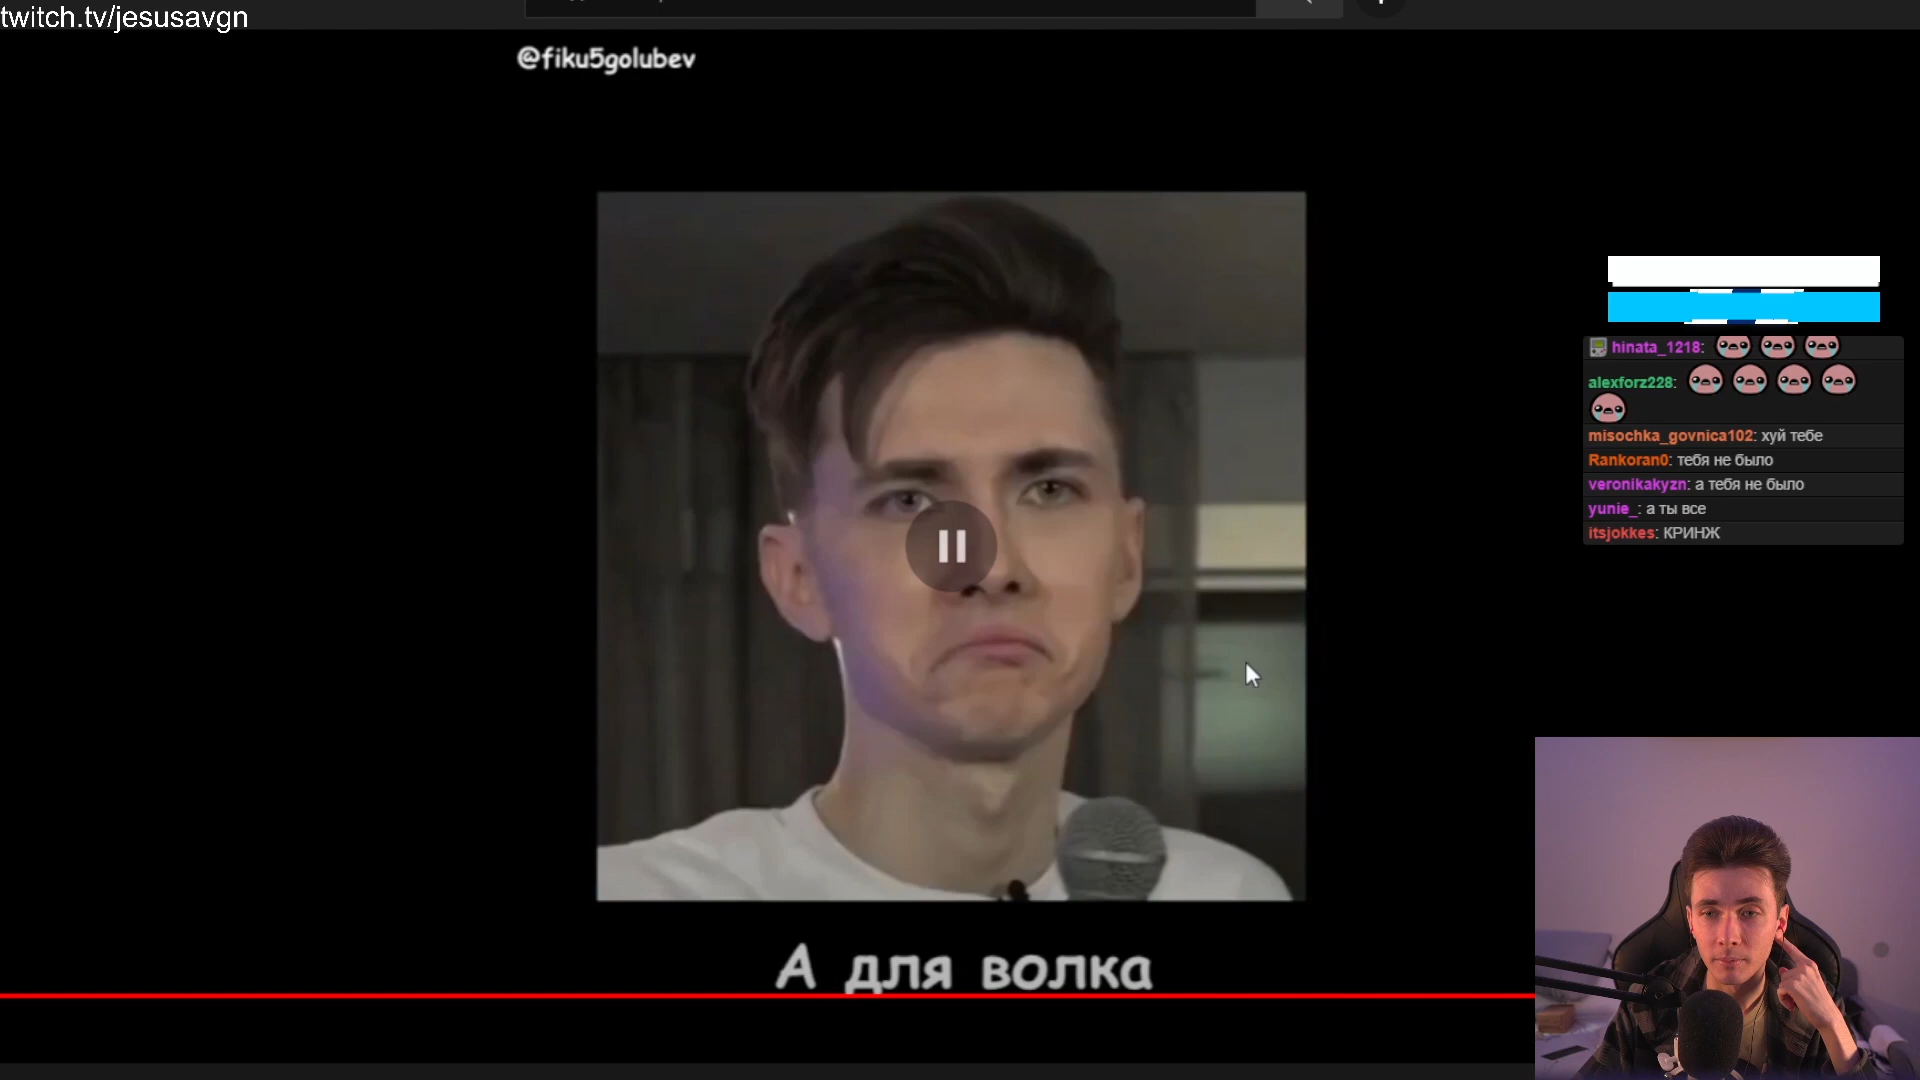 twitch.tv/jesusavgn
@fiku5golubev
hinata_1218:
alexforz228:
misochka_govnica102: хуй тебе
Rankoran0: тебя не было
veronikakyzn: а тебя не было
yunie_: а ты все
itsjokkes: КРИНЖ
А для волка